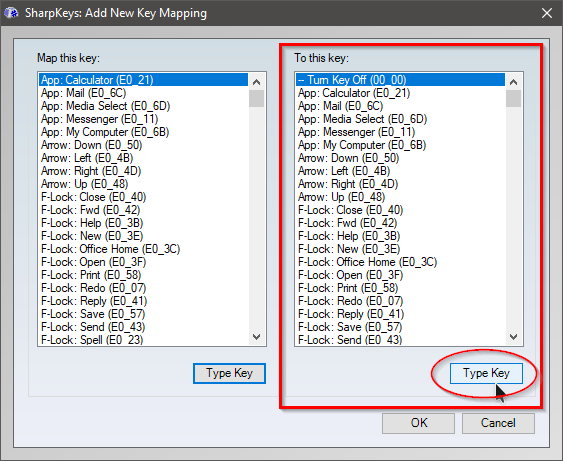 SharpKeys: Add New Key Mapping
Map this key:
App: Calculator (E0_21)
App: Mail (E0_6C)
App: Media Select (E0_6D)
App: Messenger (E0_11)
App: My Computer (E0_6B)
Arrow: Down (E0_50)
Arrow: Left (E0_4B)
Arrow: Right (E0_4D)
Arrow: Up (E0_48)
F-Lock: Close (E0_40)
F-Lock: Fwd (E0_42)
F-Lock: Help (E0_3B)
F-Lock: New (E0_3E)
F-Lock: Office Home (E0_3C)
F-Lock: Open (E0_3F)
F-Lock: Print (E0_58)
F-Lock: Redo (E0_07)
F-Lock: Reply (E0_41)
F-Lock: Save (E0_57)
F-Lock: Send (E0_43)
F-Lock: Spell (E0_23)
Type Key
To this key:
-- Turn Key Off (00_00)
App: Calculator (E0_21)
App: Mail (E0_6C)
App: Media Select (E0_6D)
App: Messenger (E0_11)
App: My Computer (E0_6B)
Arrow: Down (E0_50)
Arrow: Left (E0_4B)
Arrow: Right (E0_4D)
Arrow: Up (E0_48)
F-Lock: Close (E0_40)
F-Lock: Fwd (E0_42)
F-Lock: Help (E0_3B)
F-Lock: New (E0_3E)
F-Lock: Office Home (E0_3C)
F-Lock: Open (E0_3F)
F-Lock: Print (E0_58)
F-Lock: Redo (E0_07)
F-Lock: Reply (E0_41)
F-Lock: Save (E0_57)
F-Lock: Send (E0_43)
Type Key
OK
Cancel